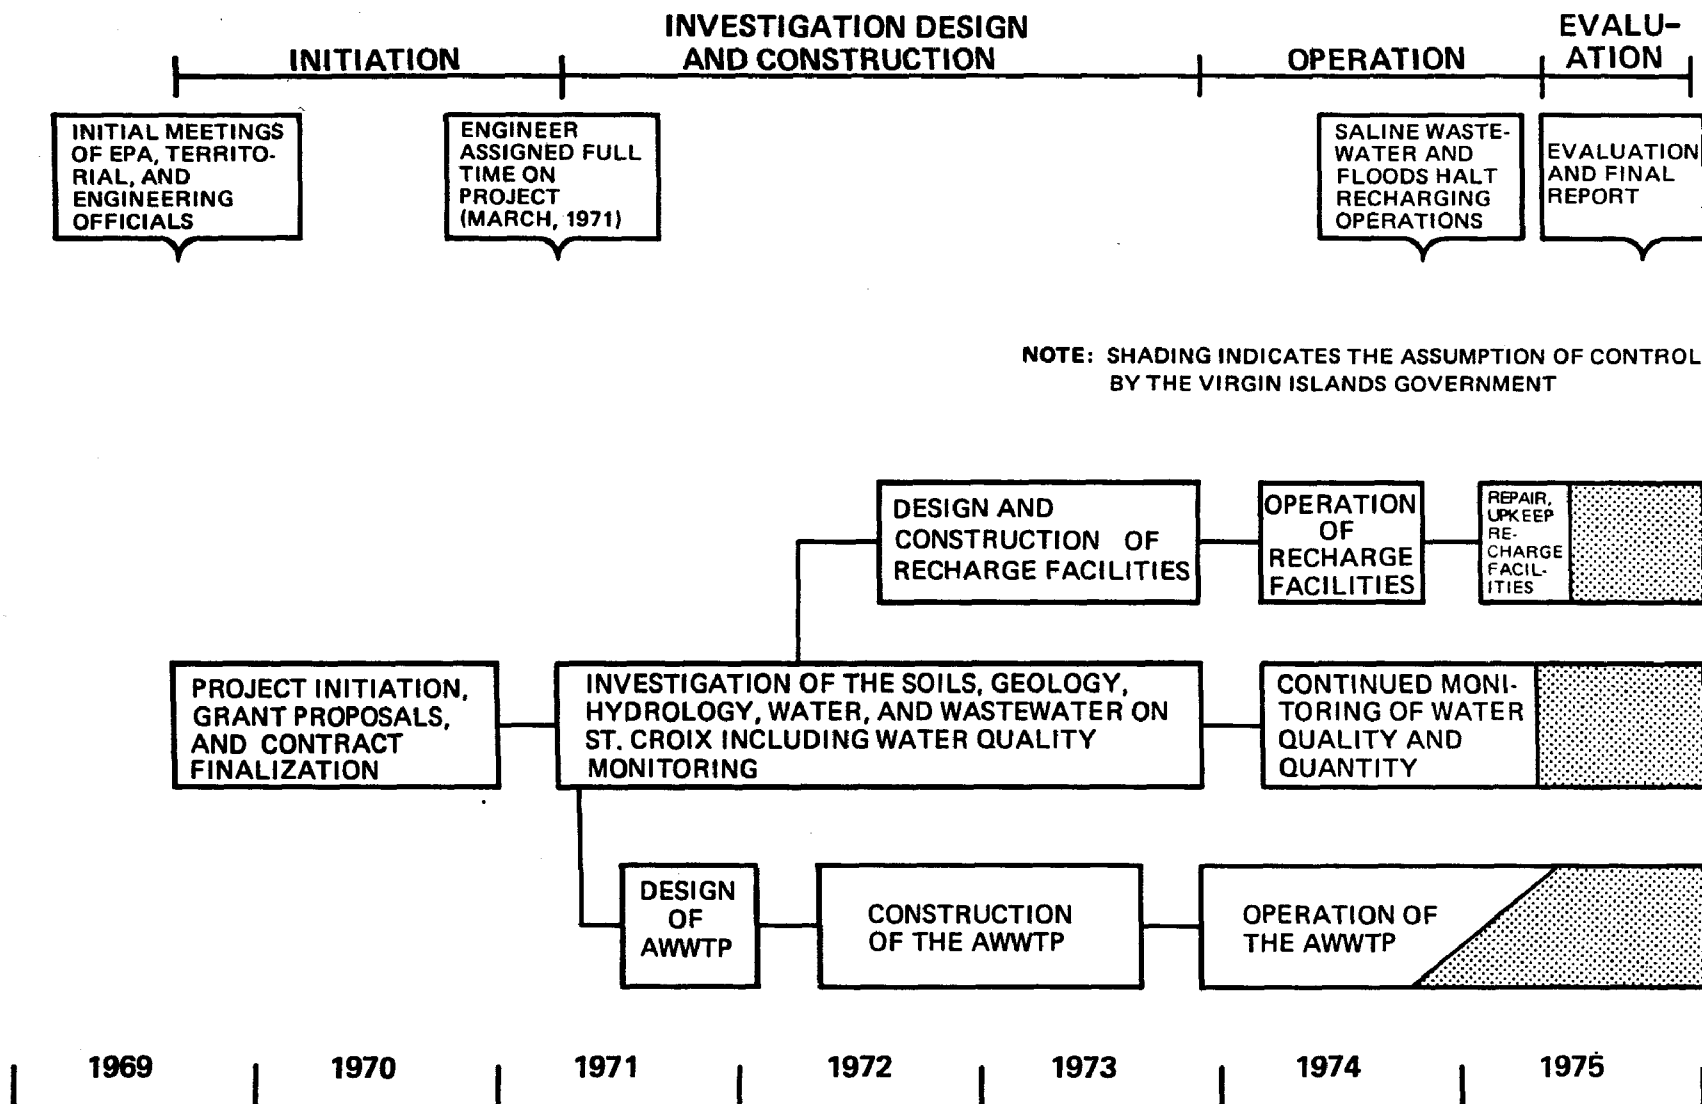 INITIATION
INVESTIGATION DESIGN
AND CONSTRUCTION
OPERATION
EVALU-
ATION
INITIAL MEETINGS
OF EPA, TERRITO-
RIAL, AND
ENGINEERING
OFFICIALS
ENGINEER
ASSIGNED FULL
TIME ON
PROJECT
(MARCH, 1971)
SALINE WASTE-
WATER AND
FLOODS HALT
RECHARGING
OPERATIONS
EVALUATION
AND FINAL
REPORT
NOTE: SHADING INDICATES THE ASSUMPTION OF CONTROL
BY THE VIRGIN ISLANDS GOVERNMENT
DESIGN AND
CONSTRUCTION OF
RECHARGE FACILITIES
OPERATION
OF
RECHARGE
FACILITIES
REPAIR,
UPKEEP
RE-
CHARGE
FACIL-
ITIES
PROJECT INITIATION,
GRANT PROPOSALS,
AND CONTRACT
FINALIZATION
INVESTIGATION OF THE SOILS, GEOLOGY,
HYDROLOGY, WATER, AND WASTEWATER ON
ST. CROIX INCLUDING WATER QUALITY
MONITORING
CONTINUED MONI-
TORING OF WATER
QUALITY AND
QUANTITY
DESIGN
OF
AWWTP
CONSTRUCTION
OF THE AWWTP
OPERATION OF
THE AWWTP
1969 1970 1971 1972 1973 1974 1975